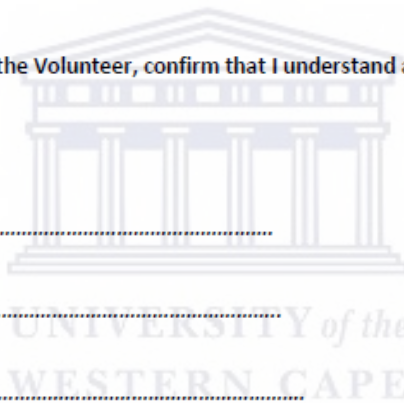 the Volunteer, confirm that I understand
................................................................
................................................................
................................................................
UNIVERSITY of the
WESTERN CAPE